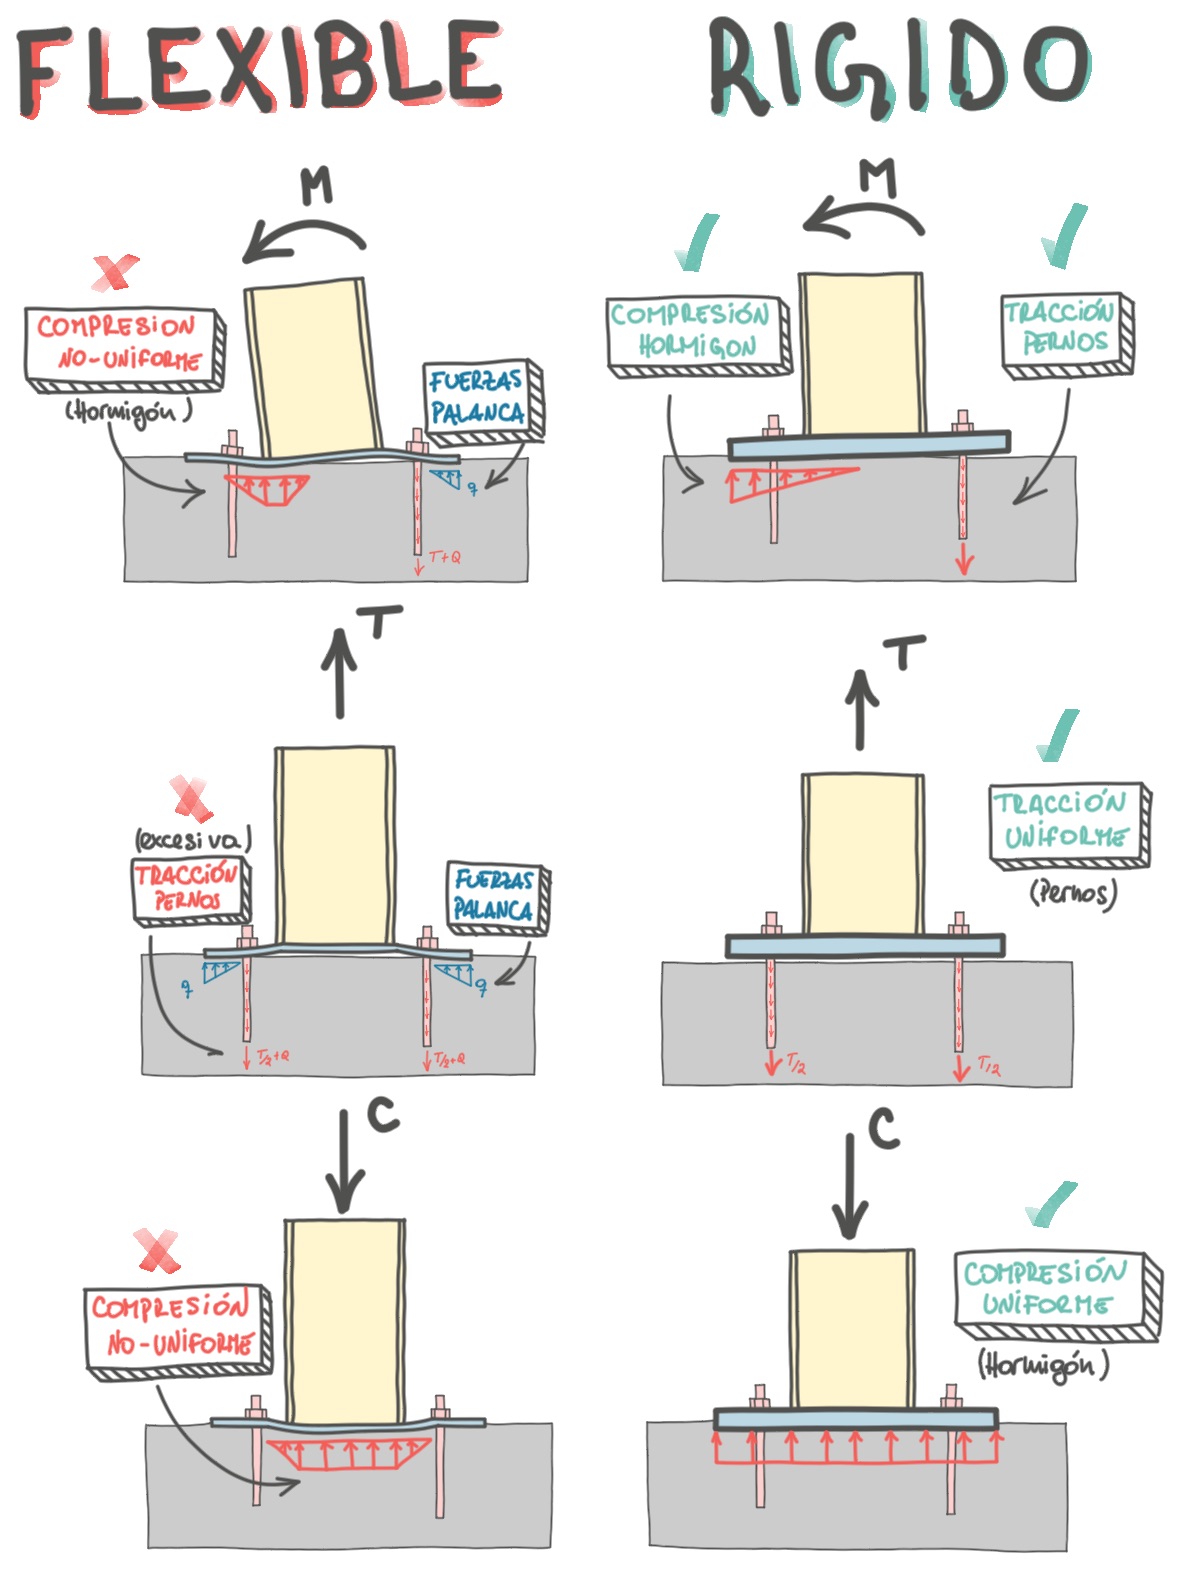 FLEXIBLE
RIGIDO
M
COMPRESION
NO-UNIFORME
(Hormigón)
FUERZAS
PALANCA
q
T+Q
M
COMPRESIÓN
HORMIGON
TRACCIÓN
PERNOS
T
(excesiva)
TRACCIÓN
PERNOS
FUERZAS
PALANCA
q
q
T/2+Q
T/2+Q
T
TRACCIÓN
UNIFORME
(Pernos)
T/2
T/2
C
COMPRESIÓN
NO-UNIFORME
C
COMPRESIÓN
UNIFORME
(Hormigón)